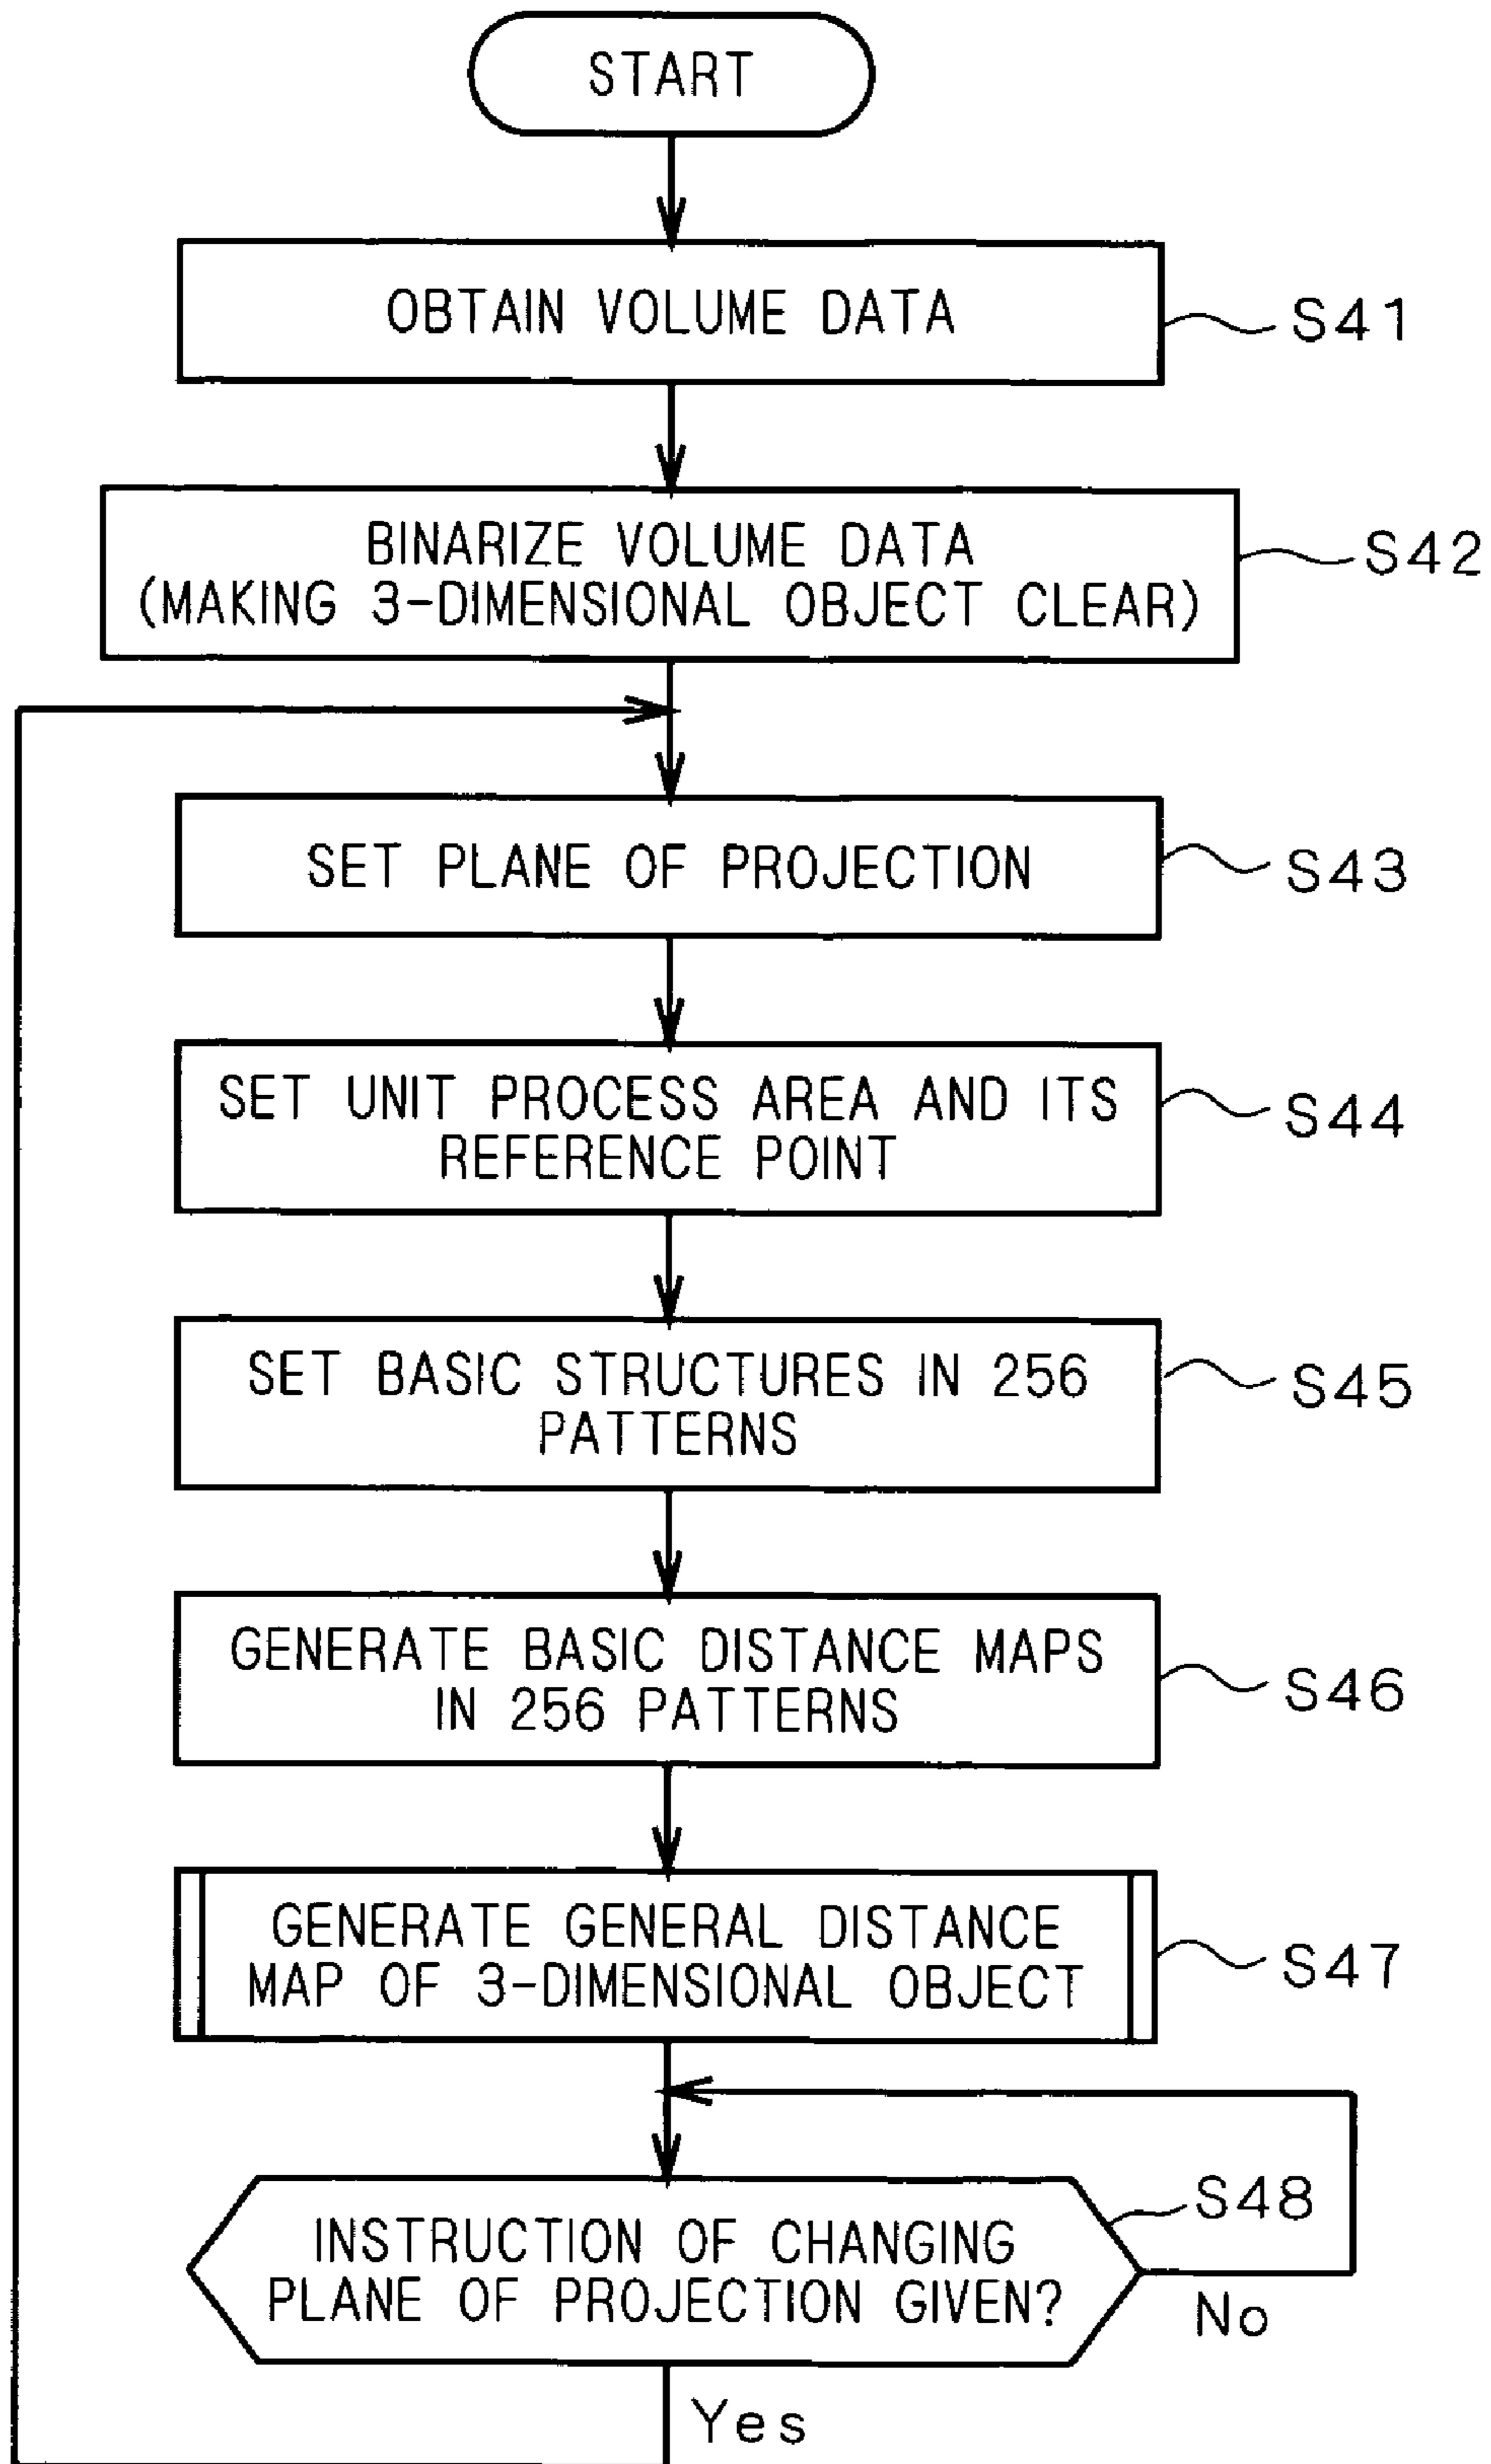 START
OBTAIN VOLUME DATA
S41
BINARIZE VOLUME DATA
(MAKING 3-DIMENSIONAL OBJECT CLEAR)
S42
SET PLANE OF PROJECTION
S43
SET UNIT PROCESS AREA AND ITS
REFERENCE POINT
S44
SET BASIC STRUCTURES IN 256
PATTERNS
S45
GENERATE BASIC DISTANCE MAPS
IN 256 PATTERNS
S46
GENERATE GENERAL DISTANCE
MAP OF 3-DIMENSIONAL OBJECT
S47
S48
INSTRUCTION OF CHANGING
PLANE OF PROJECTION GIVEN?
No
Yes